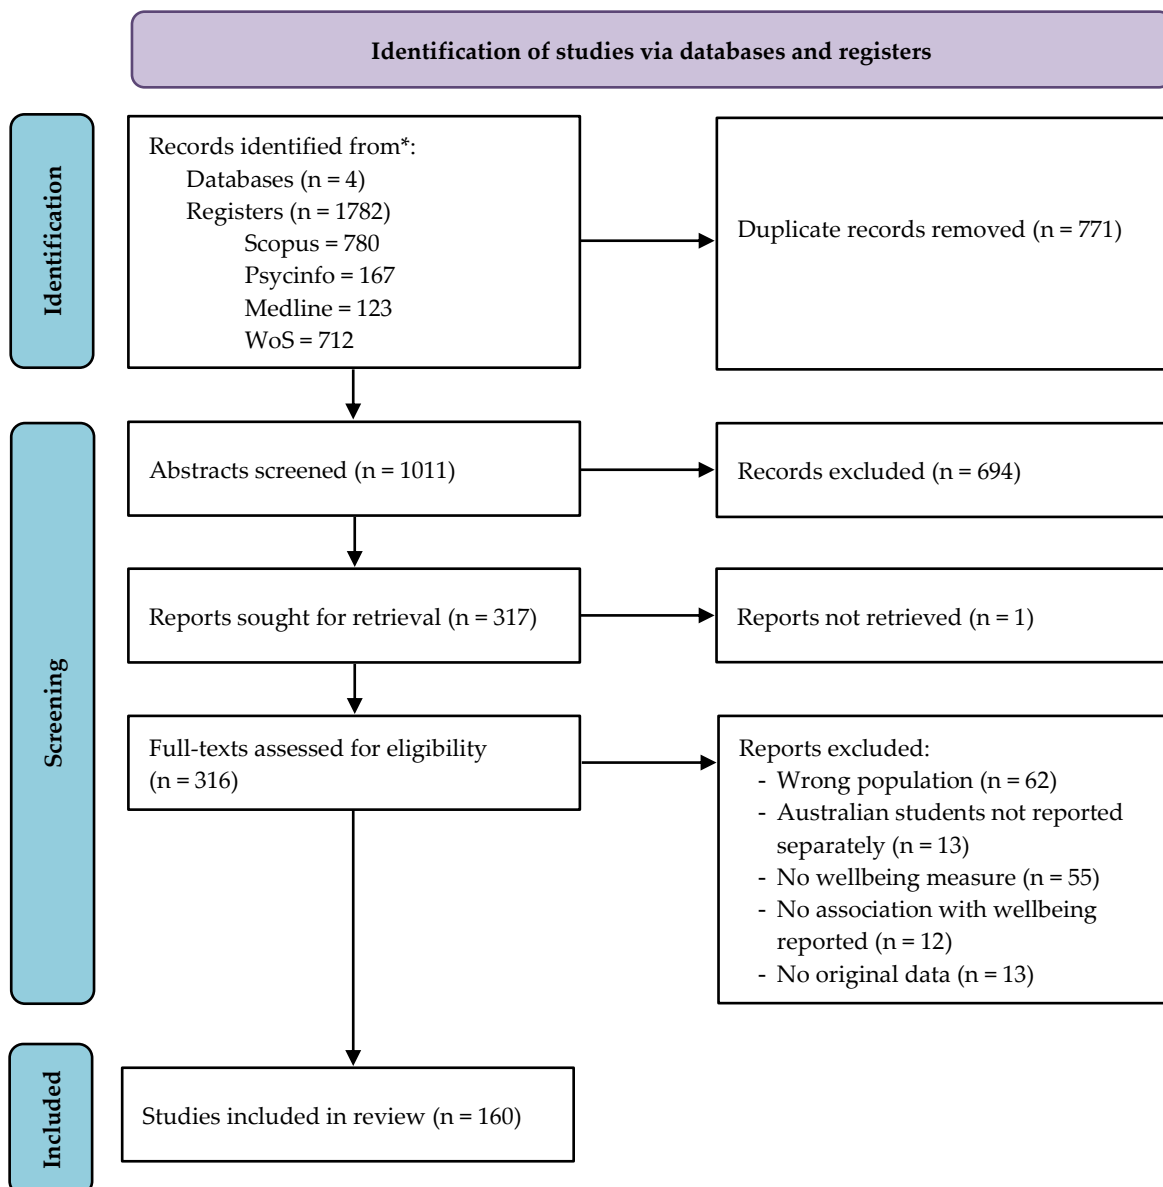 Identification of studies via databases and registers
Identification
Records identified from*:
Databases (n = 4)
Registers (n = 1782)
Scopus = 780
Psycinfo = 167
Medline = 123
WoS = 712
Duplicate records removed (n = 771)
Screening
Abstracts screened (n = 1011)
Records excluded (n = 694)
Reports sought for retrieval (n = 317)
Reports not retrieved (n = 1)
Full-texts assessed for eligibility
(n = 316)
Reports excluded:
- Wrong population (n = 62)
- Australian students not reported
separately (n = 13)
- No wellbeing measure (n = 55)
- No association with wellbeing
reported (n = 12)
- No original data (n = 13)
Included
Studies included in review (n = 160)